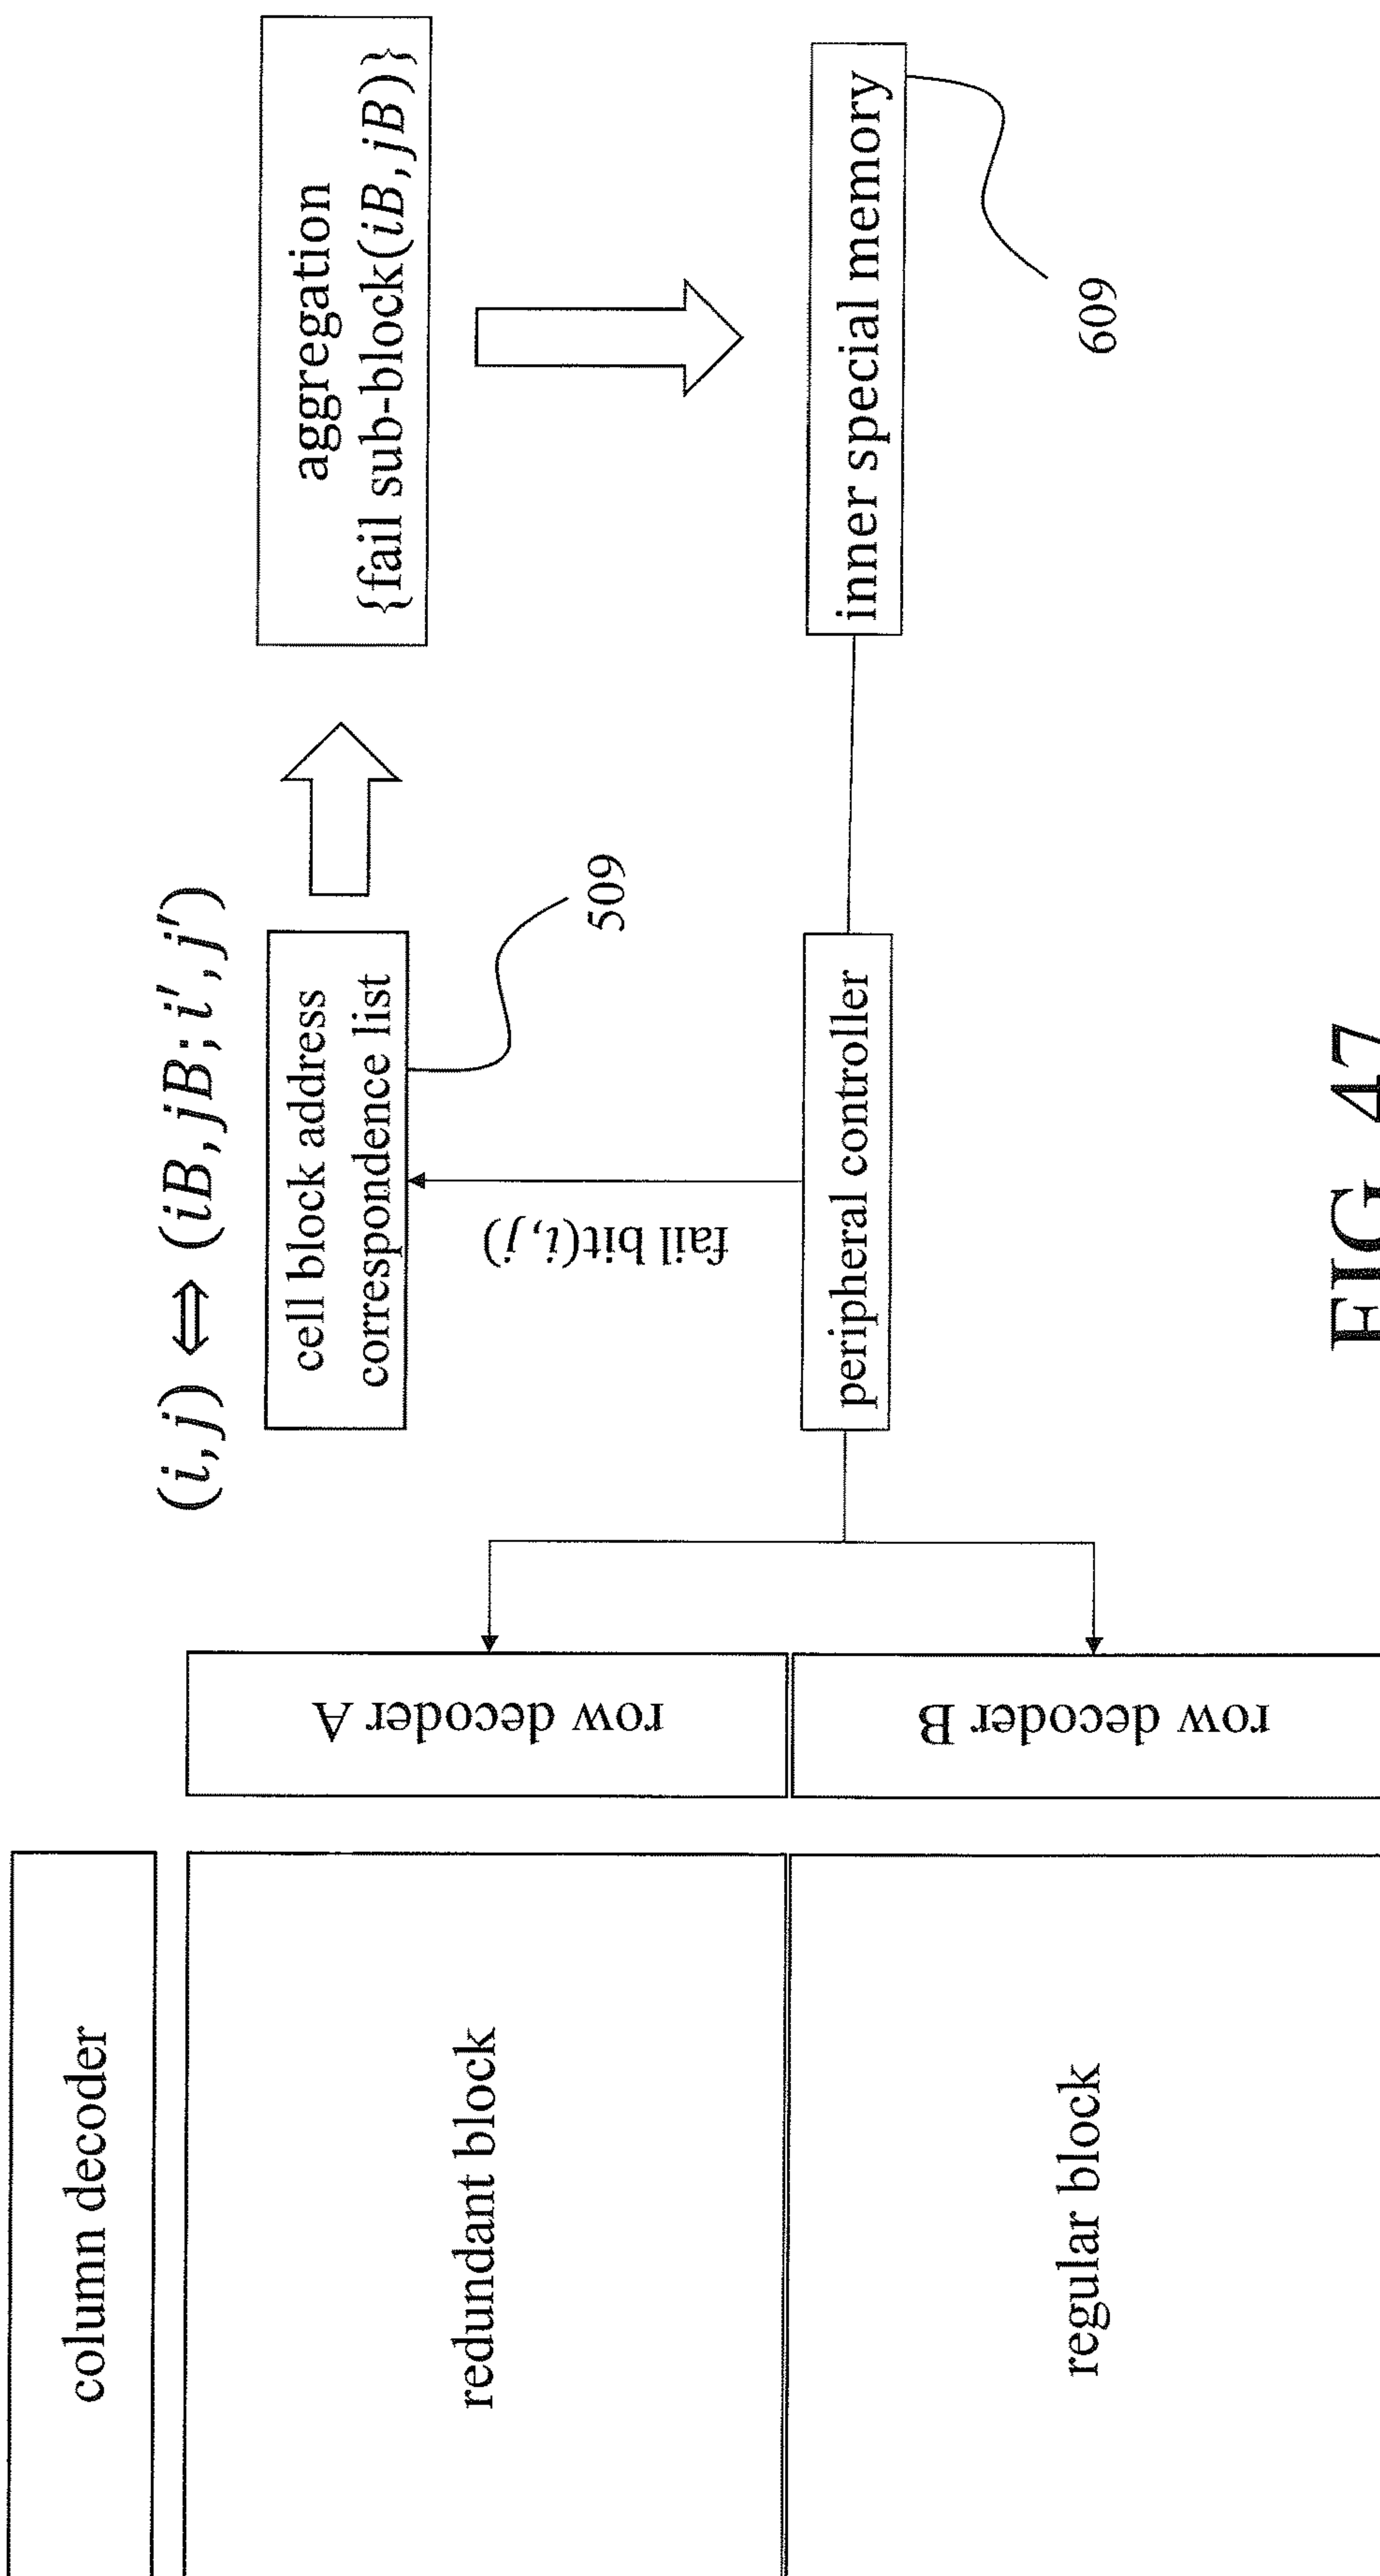 column decoder
redundant block
regular block
row decoder A
row decoder B
(i, j) ⇔ (iB, jB; i′, j′)
cell block address
correspondence list
509
fail bit(i, j)
peripheral controller
aggregation
{fail sub-block(iB, jB)}
inner special memory
609
FIG. 47